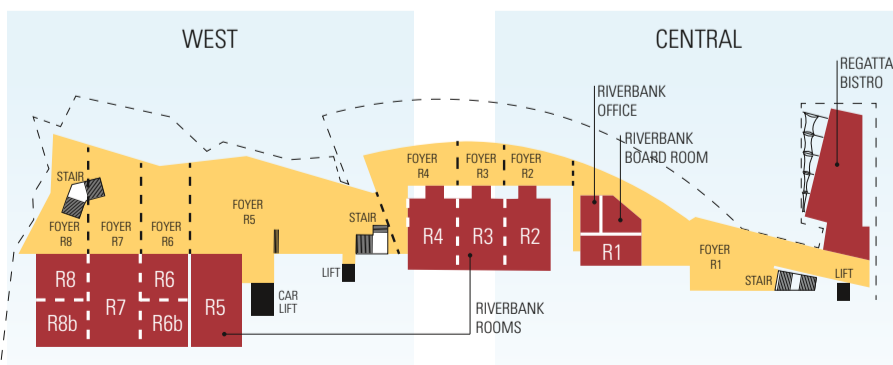 WEST
CENTRAL
REGATTA
BISTRO
RIVERBANK
OFFICE
RIVERBANK
BOARD ROOM
FOYER
R4
FOYER
R3
FOYER
R2
STAIR
FOYER
R8
FOYER
R7
FOYER
R6
FOYER
R5
STAIR
R4
R3
R2
R1
FOYER
R1
STAIR
LIFT
LIFT
CAR
LIFT
R8
R8b
R7
R6
R6b
R5
RIVERBANK
ROOMS